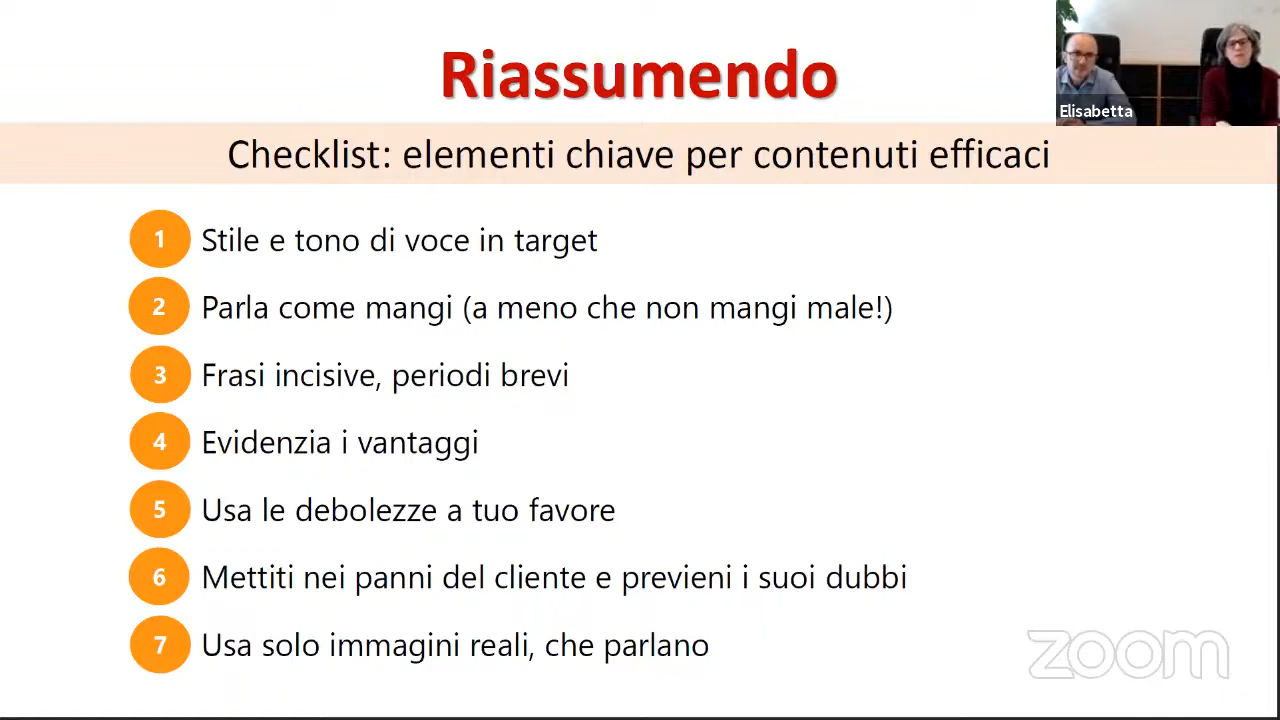 Riassumendo
Elisabetta
Checklist: elementi chiave per contenuti efficaci
1 Stile e tono di voce in target
2 Parla come mangi (a meno che non mangi male!)
3 Frasi incisive, periodi brevi
4 Evidenzia i vantaggi
5 Usa le debolezze a tuo favore
6 Mettiti nei panni del cliente e previeni i suoi dubbi
7 Usa solo immagini reali, che parlano
zoom